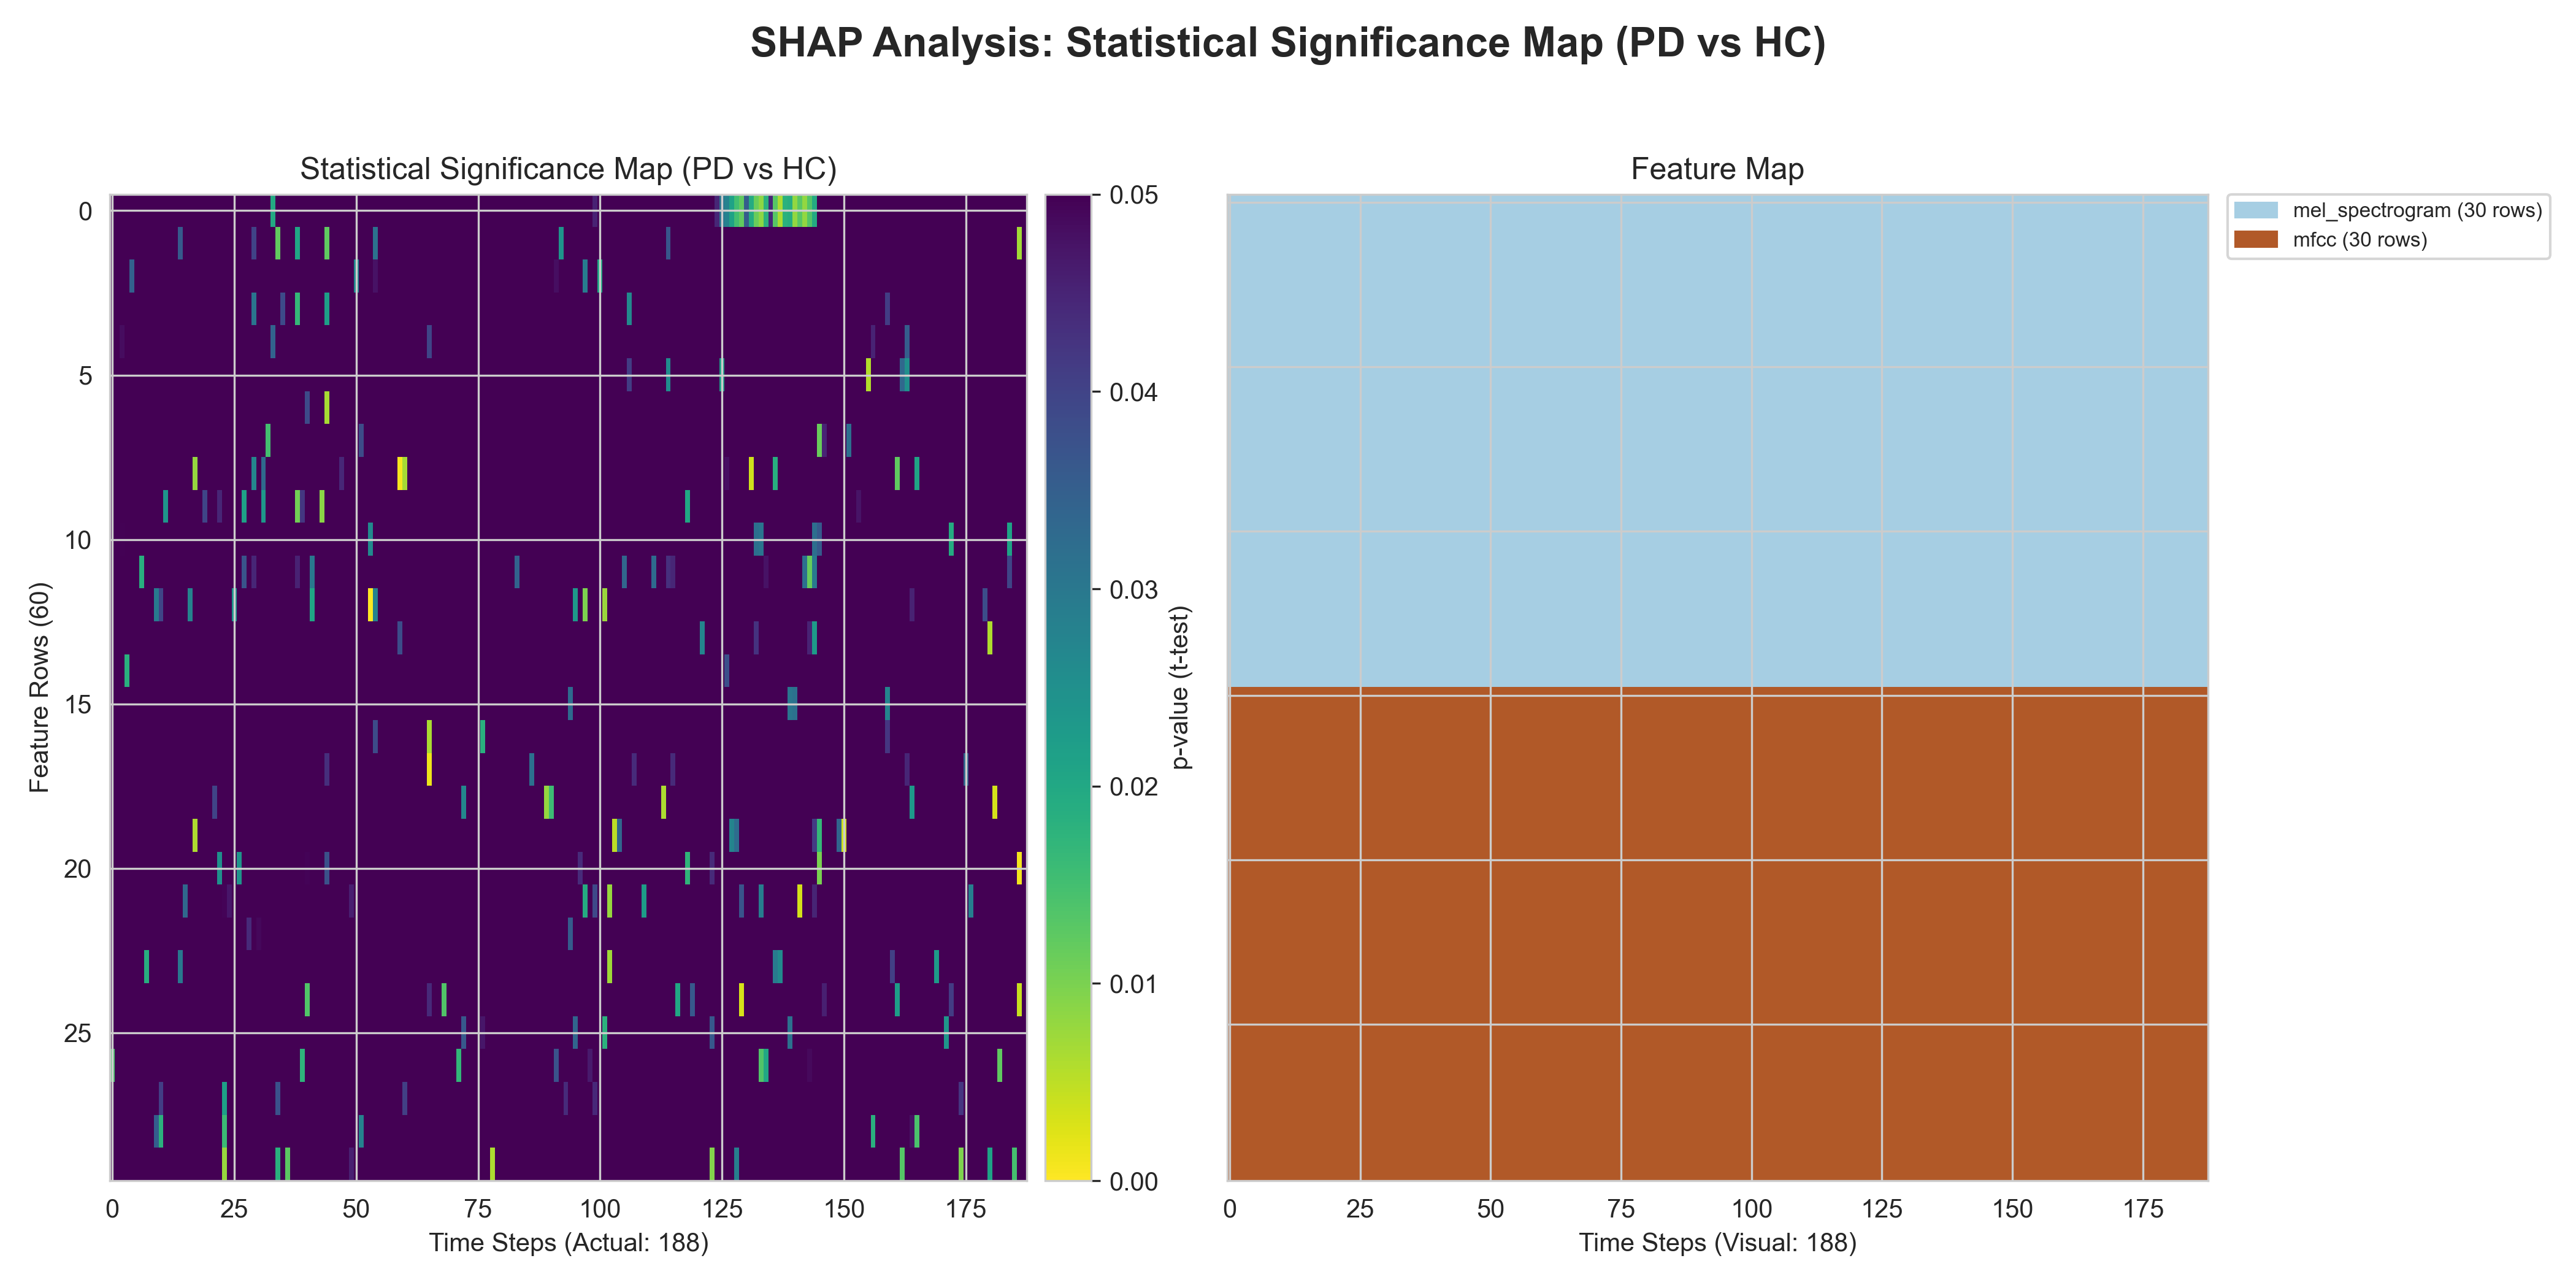 SHAP Analysis: Statistical Significance Map (PD vs HC)
Statistical Significance Map (PD vs HC)
Feature Rows (60)
0
5
10
15
20
25
0 25 50 75 100 125 150 175
Time Steps (Actual: 188)
0.05
0.04
0.03
0.02
0.01
0.00
p-value (t-test)
Feature Map
0 25 50 75 100 125 150 175
Time Steps (Visual: 188)
mel_spectrogram (30 rows)
mfcc (30 rows)